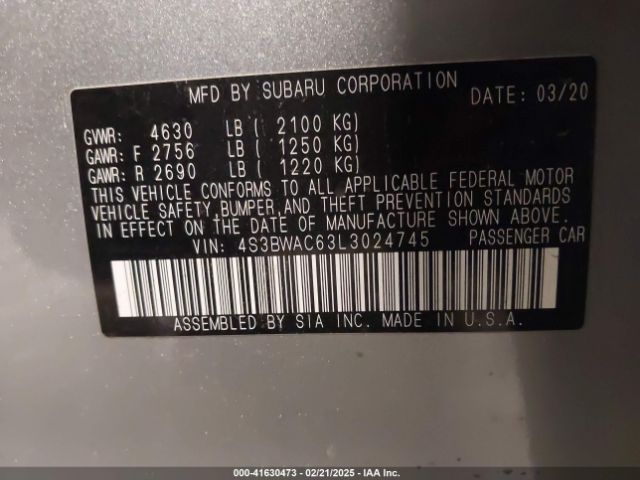 MFD BY SUBARU CORPORATION DATE: 03/20
GVWR: 4630 LB ( 2100 KG)
GAWR: F 2756 LB ( 1250 KG)
GAWR: R 2690 LB ( 1220 KG)
THIS VEHICLE CONFORMS TO ALL APPLICABLE FEDERAL MOTOR
VEHICLE SAFETY,BUMPER,AND THEFT PREVENTION STANDARDS
IN EFFECT ON THE DATE OF MANUFACTURE SHOWN ABOVE.
VIN: 4S3BWAC63L3024745 PASSENGER CAR
ASSEMBLED BY SIA INC. MADE IN U.S.A.
000-41630473 - 02/21/2025 - IAAI.COM